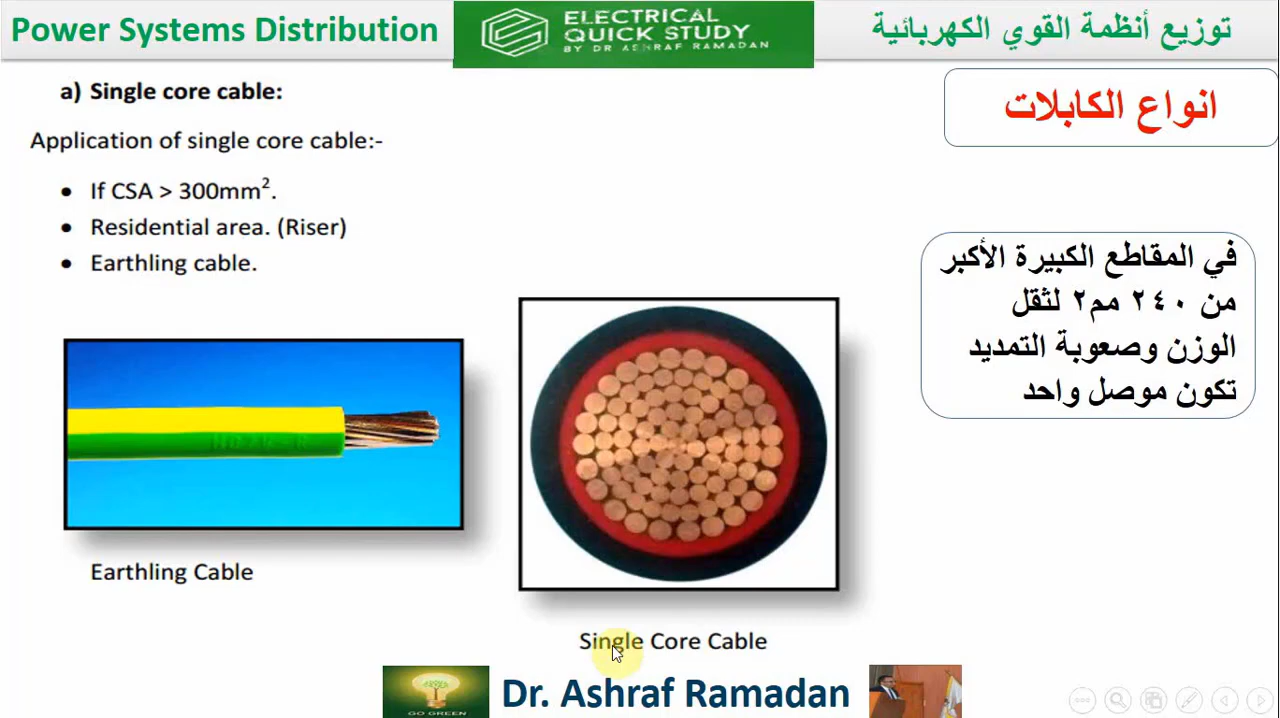 Power Systems Distribution
ELECTRICAL
QUICK STUDY
BY DR ASHRAF RAMADAN
توزيع أنظمة القوي الكهربائية
a) Single core cable:
انواع الكابلات
Application of single core cable:-
• If CSA > 300mm².
• Residential area. (Riser)
• Earthling cable.
في المقاطع الكبيرة الأكبر
من ٢٤٠ مم٢ لثقل
الوزن وصعوبة التمديد
تكون موصل واحد
Earthling Cable
Single Core Cable
GO GREEN
Dr. Ashraf Ramadan